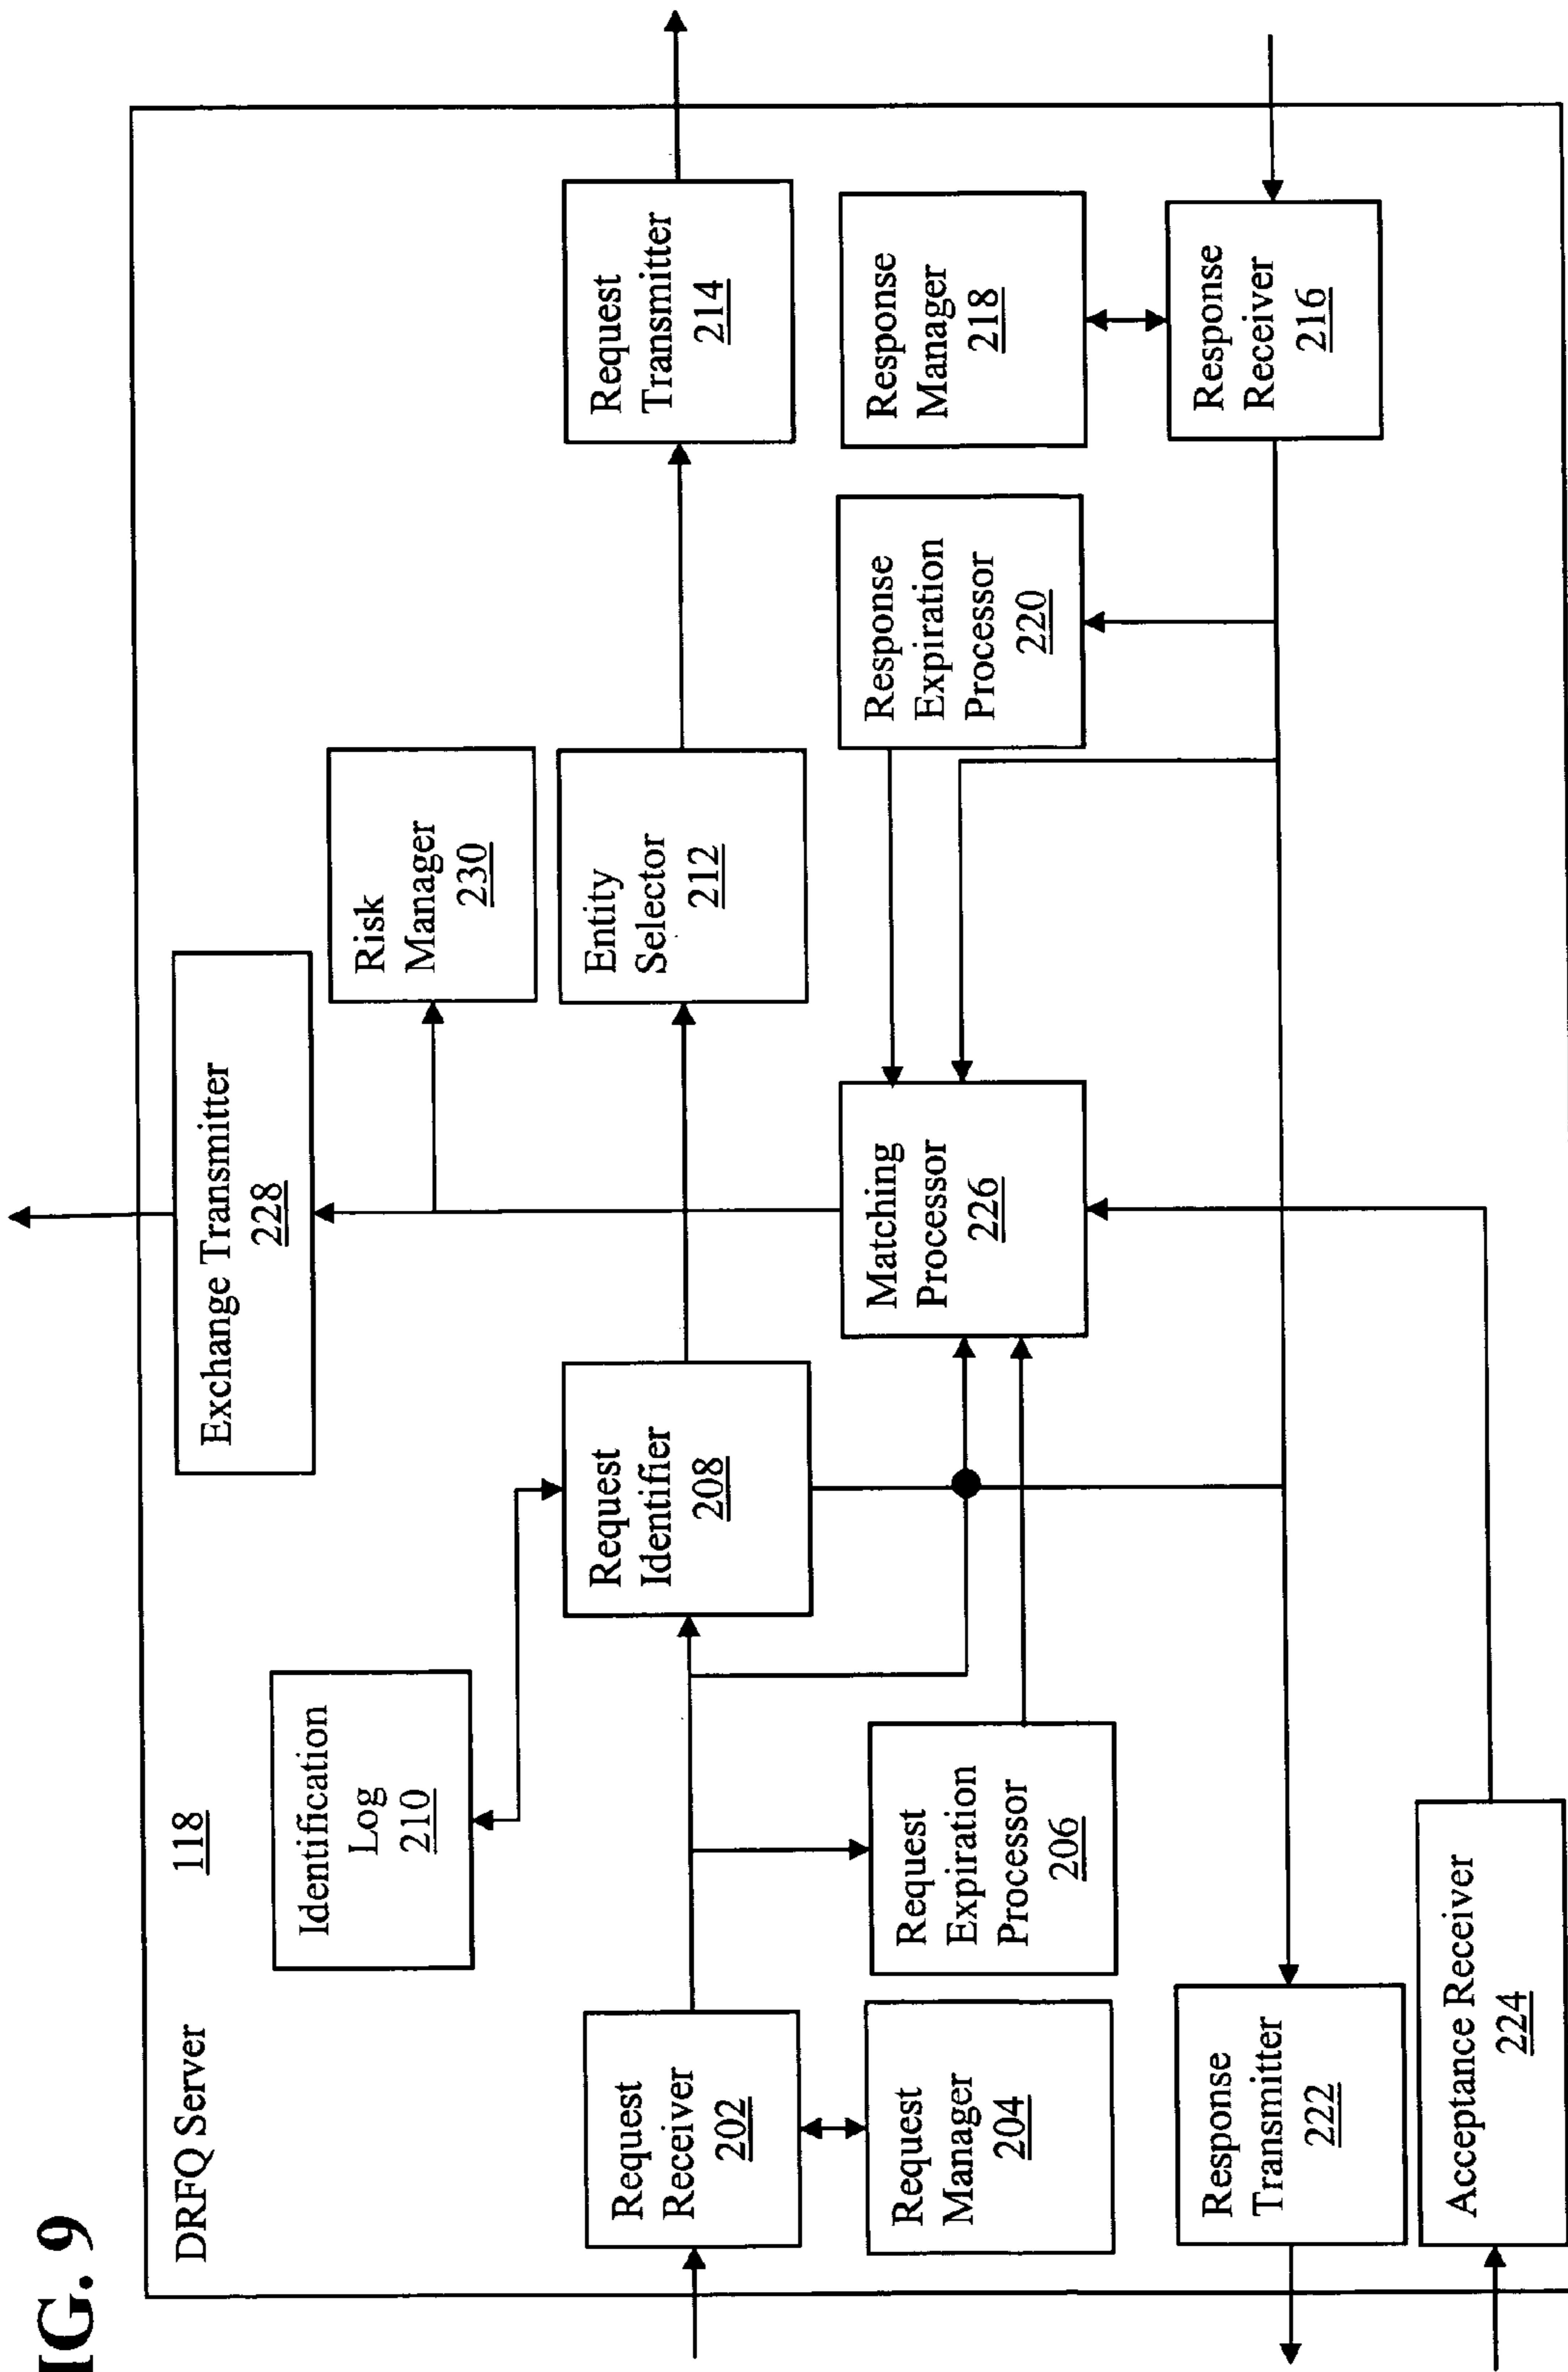 IG. 9
DRFQ Server
118
Exchange Transmitter
228
Identification
Log
210
Risk
Manager
230
Request
Receiver
202
Request
Identifier
208
Entity
Selector
212
Request
Transmitter
214
Request
Manager
204
Request
Expiration
Processor
206
Matching
Processor
226
Response
Expiration
Processor
220
Response
Manager
218
Response
Transmitter
222
Response
Receiver
216
Acceptance Receiver
224